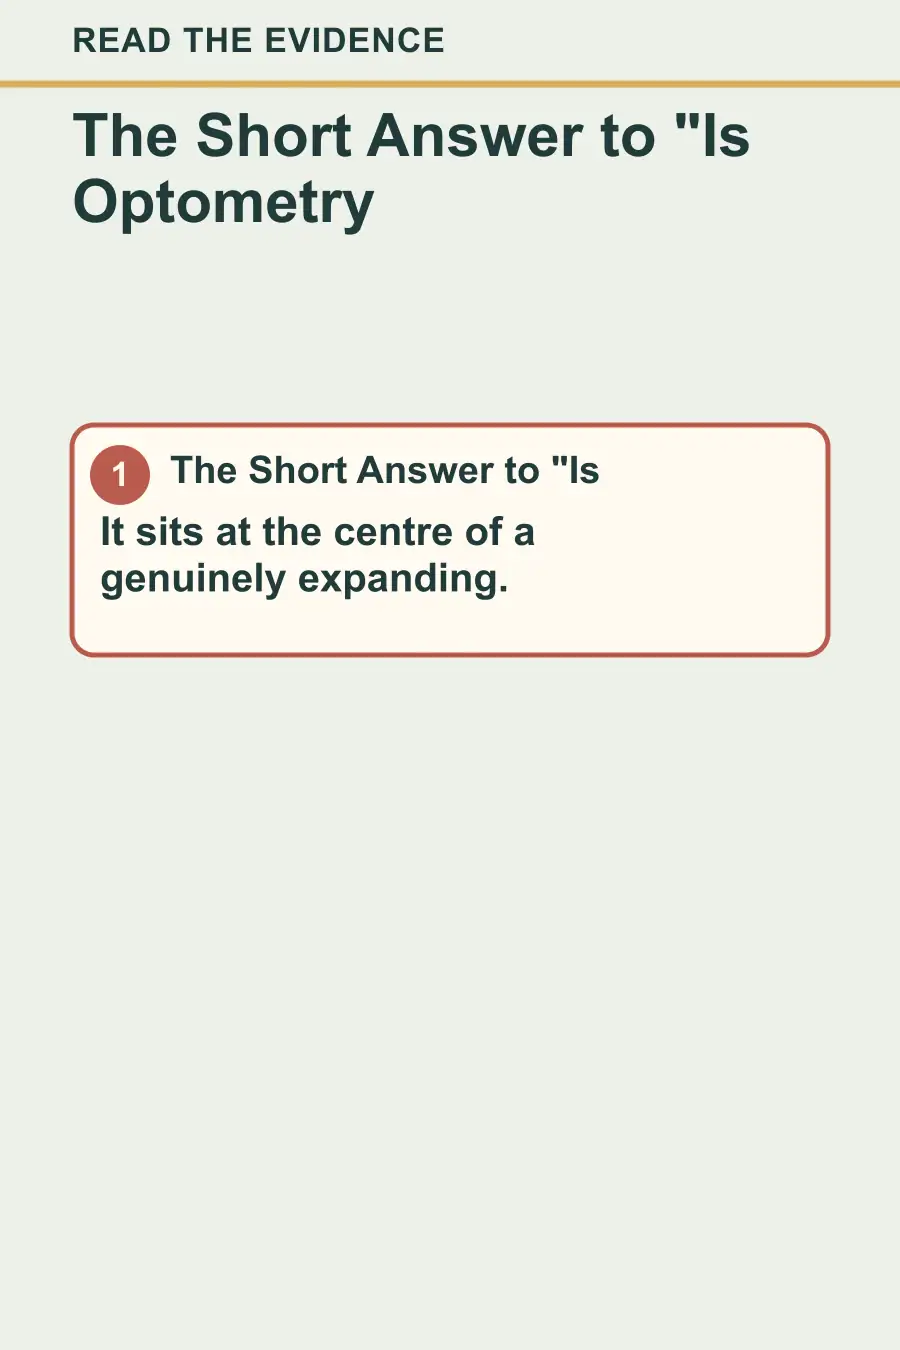 READ THE EVIDENCE
The Short Answer to "Is
Optometry
1 The Short Answer to "Is
It sits at the centre of a
genuinely expanding.